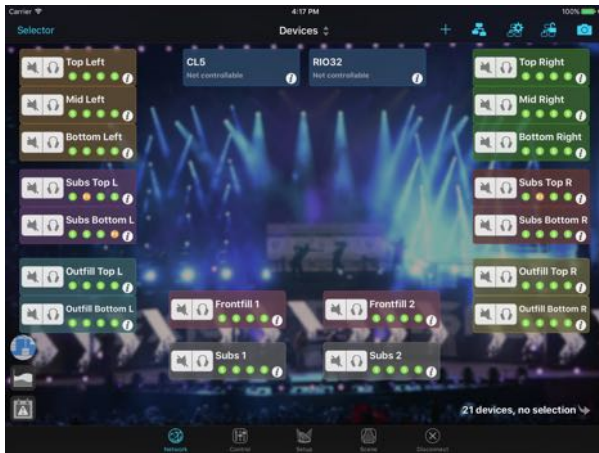 Carrier
4:17 PM
100%
Selector
Devices
Top Left
CL5
Not controllable
RIO32
Not controllable
Top Right
Mid Left
Mid Right
Bottom Left
Bottom Right
Subs Top L
Subs Top R
Subs Bottom L
Subs Bottom R
Outfill Top L
Outfill Top R
Outfill Bottom L
Frontfill 1
Frontfill 2
Outfill Bottom R
Subs 1
Subs 2
21 devices, no selection
Network
Control
Setup
Scene
Disconnect